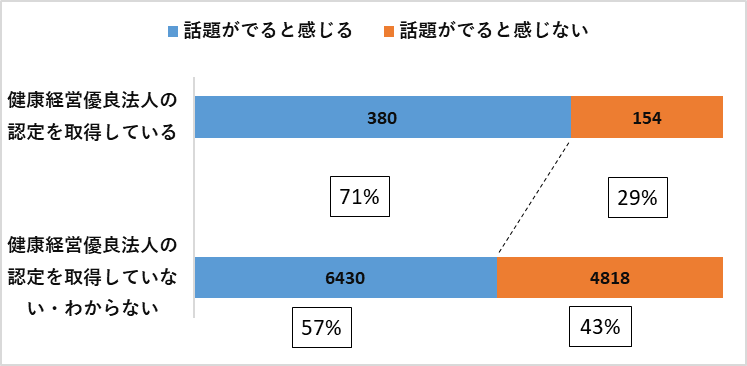 話題がでると感じる 話題がでると感じない
健康経営優良法人の
認定を取得している
380 154
71% 29%
健康経営優良法人の
認定を取得していな
い・わからない
6430 4818
57% 43%